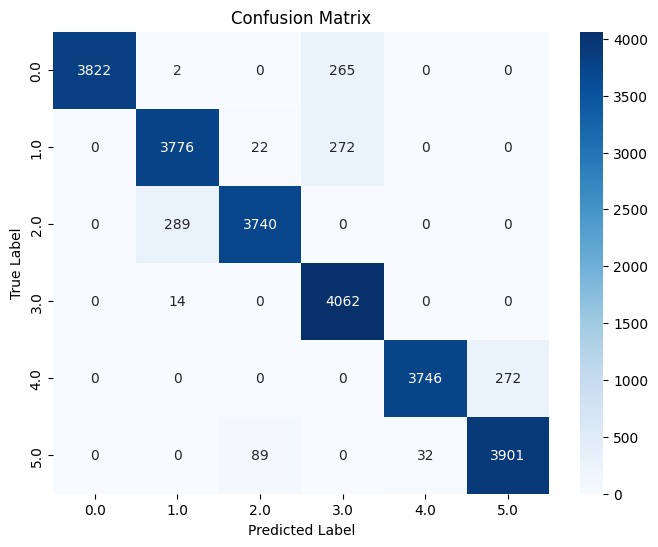 Confusion Matrix
0.0 3822 2 0 265 0 0
1.0 0 3776 22 272 0 0
2.0 0 289 3740 0 0 0
3.0 0 14 0 4062 0 0
4.0 0 0 0 0 3746 272
5.0 0 0 89 0 32 3901
0.0 1.0 2.0 3.0 4.0 5.0
Predicted Label
True Label
4000
3500
3000
2500
2000
1500
1000
500
0